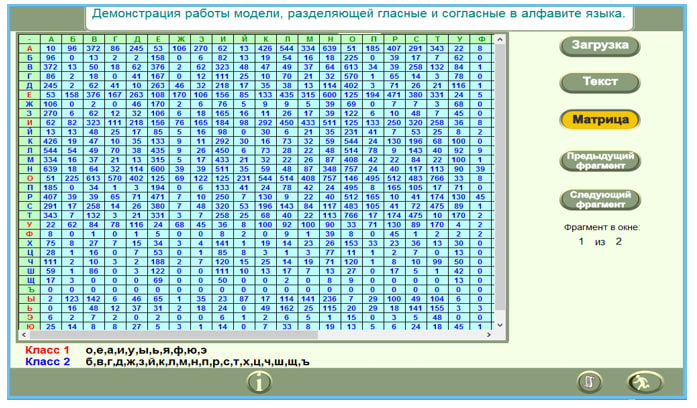 Демонстрация работы модели, разделяющей гласные и согласные в алфавите языка.
- А Б В Г Д Е Ж З И Й К Л М Н О П Р С Т У Ф
А 10 96 372 86 245 53 106 270 62 13 426 544 334 639 51 185 407 291 343 22 8
Б 96 0 13 2 2 158 0 6 82 13 19 54 16 18 225 0 39 17 7 62 0
В 372 13 50 18 62 376 2 62 323 48 47 49 37 64 613 34 39 258 132 84 1
Г 86 2 18 0 41 167 0 12 111 25 10 70 21 32 570 1 65 14 3 78 0
Д 245 2 62 41 10 263 46 32 218 17 35 38 13 114 402 3 71 26 21 116 1
Е 53 158 376 167 263 108 170 106 156 85 133 435 315 600 125 194 471 380 331 24 5
Ж 106 0 2 0 46 170 2 6 76 5 9 9 5 39 69 0 7 7 3 68 0
З 270 6 62 12 32 106 6 18 165 16 11 26 17 39 122 6 10 48 7 45 0
И 62 82 323 111 218 156 76 165 184 98 292 450 433 511 125 133 250 320 258 36 8
Й 13 13 48 25 17 85 5 16 98 0 30 6 21 35 231 41 7 53 25 8 2
К 426 19 47 10 35 133 9 11 292 30 16 73 32 59 544 24 130 196 68 100 0
Л 544 54 49 70 38 435 9 26 450 6 73 28 22 48 514 78 9 143 40 92 9
М 334 16 37 21 13 315 5 17 433 21 32 22 26 87 408 42 22 84 22 100 1
Н 639 18 64 32 114 600 39 39 511 35 59 48 87 348 757 24 40 117 113 90 39
О 51 225 613 570 402 125 69 122 125 231 544 514 408 757 146 495 512 483 766 33 8
П 185 0 34 1 3 194 0 6 133 41 24 78 42 24 495 8 165 105 17 71 0
Р 407 39 39 65 71 471 7 10 250 7 130 9 22 40 512 165 10 41 174 130 45
С 291 17 258 14 26 380 7 48 320 53 196 143 84 117 483 105 41 72 475 89 1
Т 343 7 132 3 21 331 3 7 258 25 68 40 22 113 766 17 174 475 10 170 2
У 22 62 84 78 116 24 68 45 36 8 100 92 100 90 33 71 130 89 170 4 2
Ф 8 0 1 0 1 5 0 0 8 2 0 9 1 39 8 0 45 1 2 2 2
Х 75 8 27 7 15 34 3 4 141 1 19 14 23 26 153 33 23 36 13 30 0
Ц 28 1 16 0 7 53 0 1 85 8 3 1 3 77 11 1 2 7 0 13 0
Ч 111 2 10 3 2 188 2 7 120 15 25 14 19 71 120 1 8 10 99 50 0
Ш 59 1 86 0 3 122 0 0 111 10 13 17 7 13 27 0 17 5 1 42 0
Щ 17 3 0 0 0 69 0 0 50 0 0 2 0 8 9 0 0 0 0 13 0
Ъ 0 0 0 0 0 0 0 0 0 0 0 0 0 0 0 0 0 0 0 0 0
Ы 2 123 142 6 46 65 1 35 23 87 17 114 141 236 7 29 100 49 104 6 0
Ь 0 16 48 12 37 31 2 18 24 0 49 162 25 115 20 29 18 141 155 3 3
Э 6 2 7 2 0 2 0 0 6 1 2 6 5 1 15 0 3 5 48 0 0
Ю 25 14 8 8 27 5 3 1 14 0 7 33 8 19 13 5 6 24 18 45 1
Класс 1 о,е,а,и,у,ы,ь,я,ф,ю,э
Класс 2 б,в,г,д,ж,з,й,к,л,м,н,п,р,с,т,х,ц,ч,ш,щ,ъ
Загрузка
Текст
Матрица
Предыдущий
фрагмент
Следующий
фрагмент
Фрагмент в окне:
1 из 2